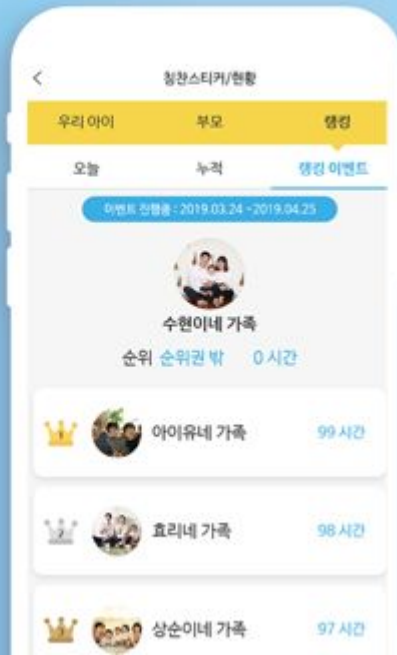 칭찬스티커/현황
우리 아이 부모 랭킹
오늘 누적 랭킹 이벤트
이벤트 진행중 : 2019.03.24 ~2019.04.25
수현이네 가족
순위 순위권 밖 0 시간
1 아이유네 가족 99 시간
2 효리네 가족 98 시간
3 상순이네 가족 97 시간